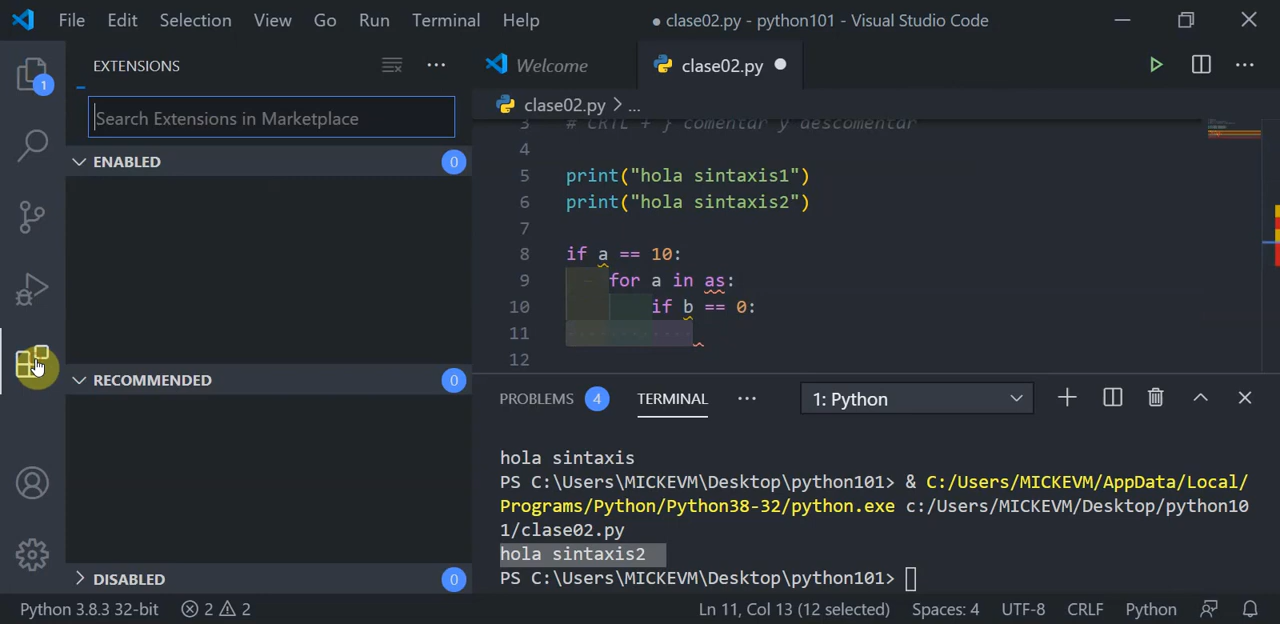 File Edit Selection View Go Run Terminal Help
● clase02.py - python101 - Visual Studio Code
1
EXTENSIONS
Search Extensions in Marketplace
ENABLED 0
RECOMMENDED 0
DISABLED 0
Welcome clase02.py
clase02.py > ...
3 # CRTL + } comentar y descomentar
4
5 print("hola sintaxis1")
6 print("hola sintaxis2")
7
8 if a == 10:
9 for a in as:
10 if b == 0:
11
12
PROBLEMS 4 TERMINAL ... 1: Python
hola sintaxis
PS C:\Users\MICKEVM\Desktop\python101> & C:/Users/MICKEVM/AppData/Local/
Programs/Python/Python38-32/python.exe c:/Users/MICKEVM/Desktop/python10
1/clase02.py
hola sintaxis2
PS C:\Users\MICKEVM\Desktop\python101>
Python 3.8.3 32-bit 2 2 Ln 11, Col 13 (12 selected) Spaces: 4 UTF-8 CRLF Python